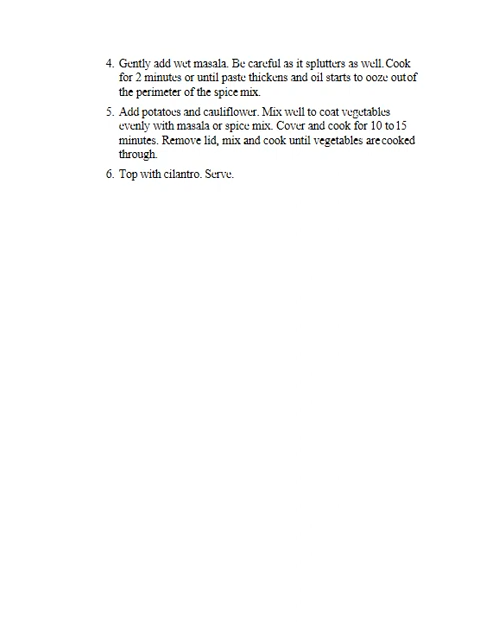 4. Gently add wet masala. Be careful as it splutters as well. Cook
for 2 minutes or until paste thickens and oil starts to ooze out of
the perimeter of the spice mix.
5. Add potatoes and cauliflower. Mix well to coat vegetables
evenly with masala or spice mix. Cover and cook for 10 to 15
minutes. Remove lid, mix and cook until vegetables are cooked
through.
6. Top with cilantro. Serve.